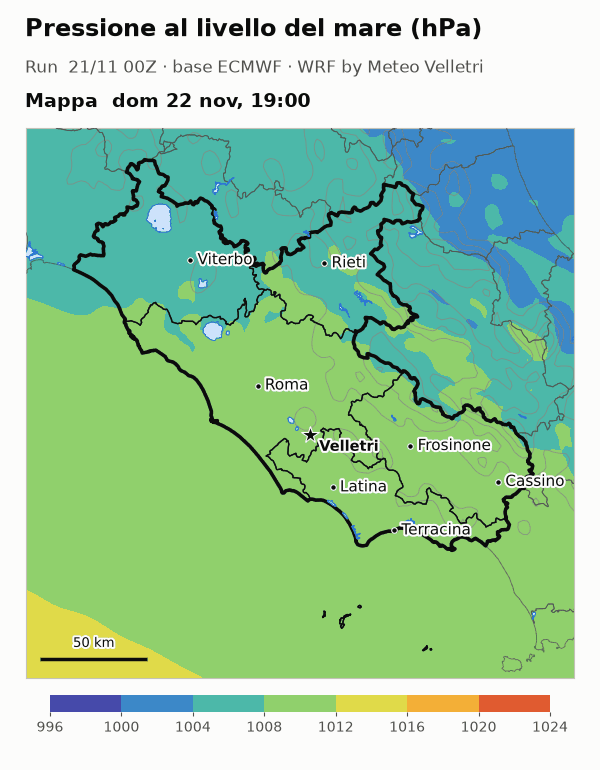 Pressione al livello del mare (hPa)
Run  21/11 00Z · base ECMWF · WRF by Meteo Velletri
Mappa  dom 22 nov, 19:00
Viterbo
Rieti
Roma
Velletri
Frosinone
Cassino
Latina
Terracina
50 km
996 1000 1004 1008 1012 1016 1020 1024